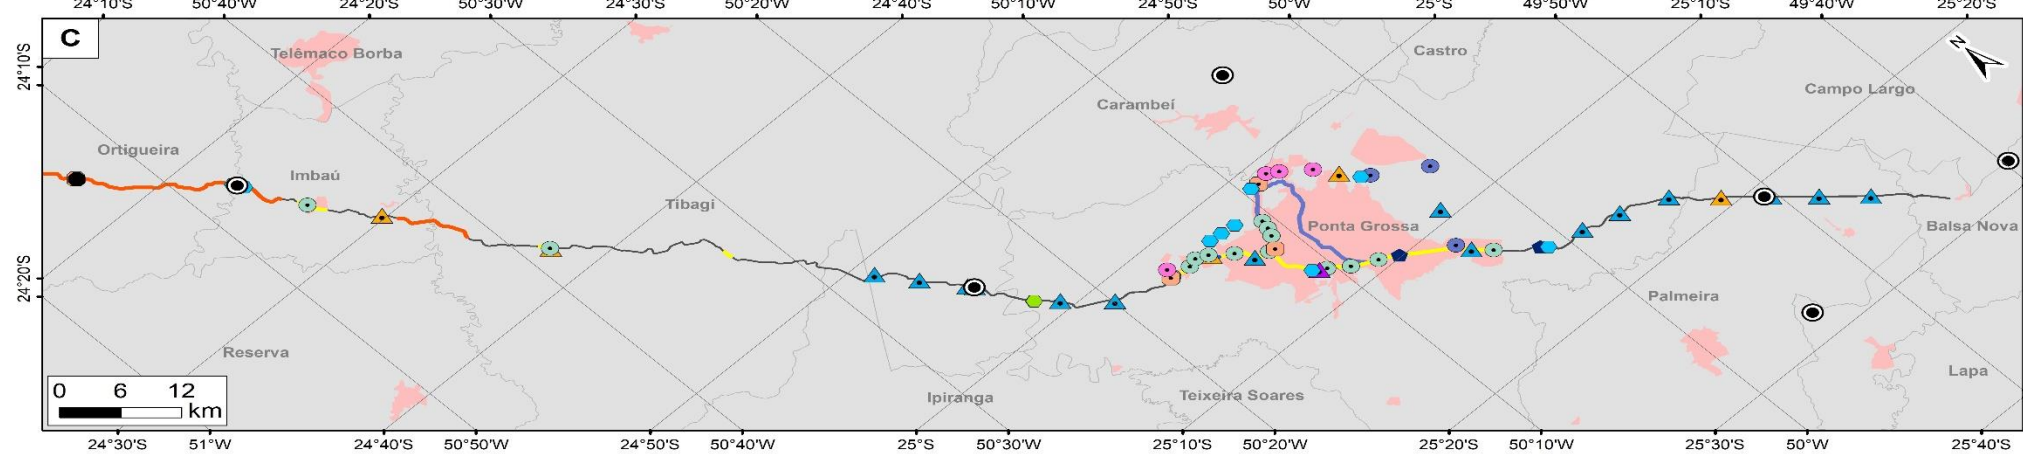 24°10'S 50°40'W 24°20'S 50°30'W 24°30'S 50°20'W 24°40'S 50°10'W 24°50'S 50°W 25°S 49°50'W 25°10'S 49°40'W 25°20'S
C
N
Telêmaco Borba
Castro
24°10'S
Campo Largo
Carambeí
Ortigueira
Imbaú
Tibagi
Ponta Grossa
Balsa Nova
24°20'S
Palmeira
Reserva
Lapa
0 6 12
km
Ipiranga
Teixeira Soares
24°30'S 51°W 24°40'S 50°50'W 24°50'S 50°40'W 25°S 50°30'W 25°10'S 50°20'W 25°20'S 50°10'W 25°30'S 50°W 25°40'S